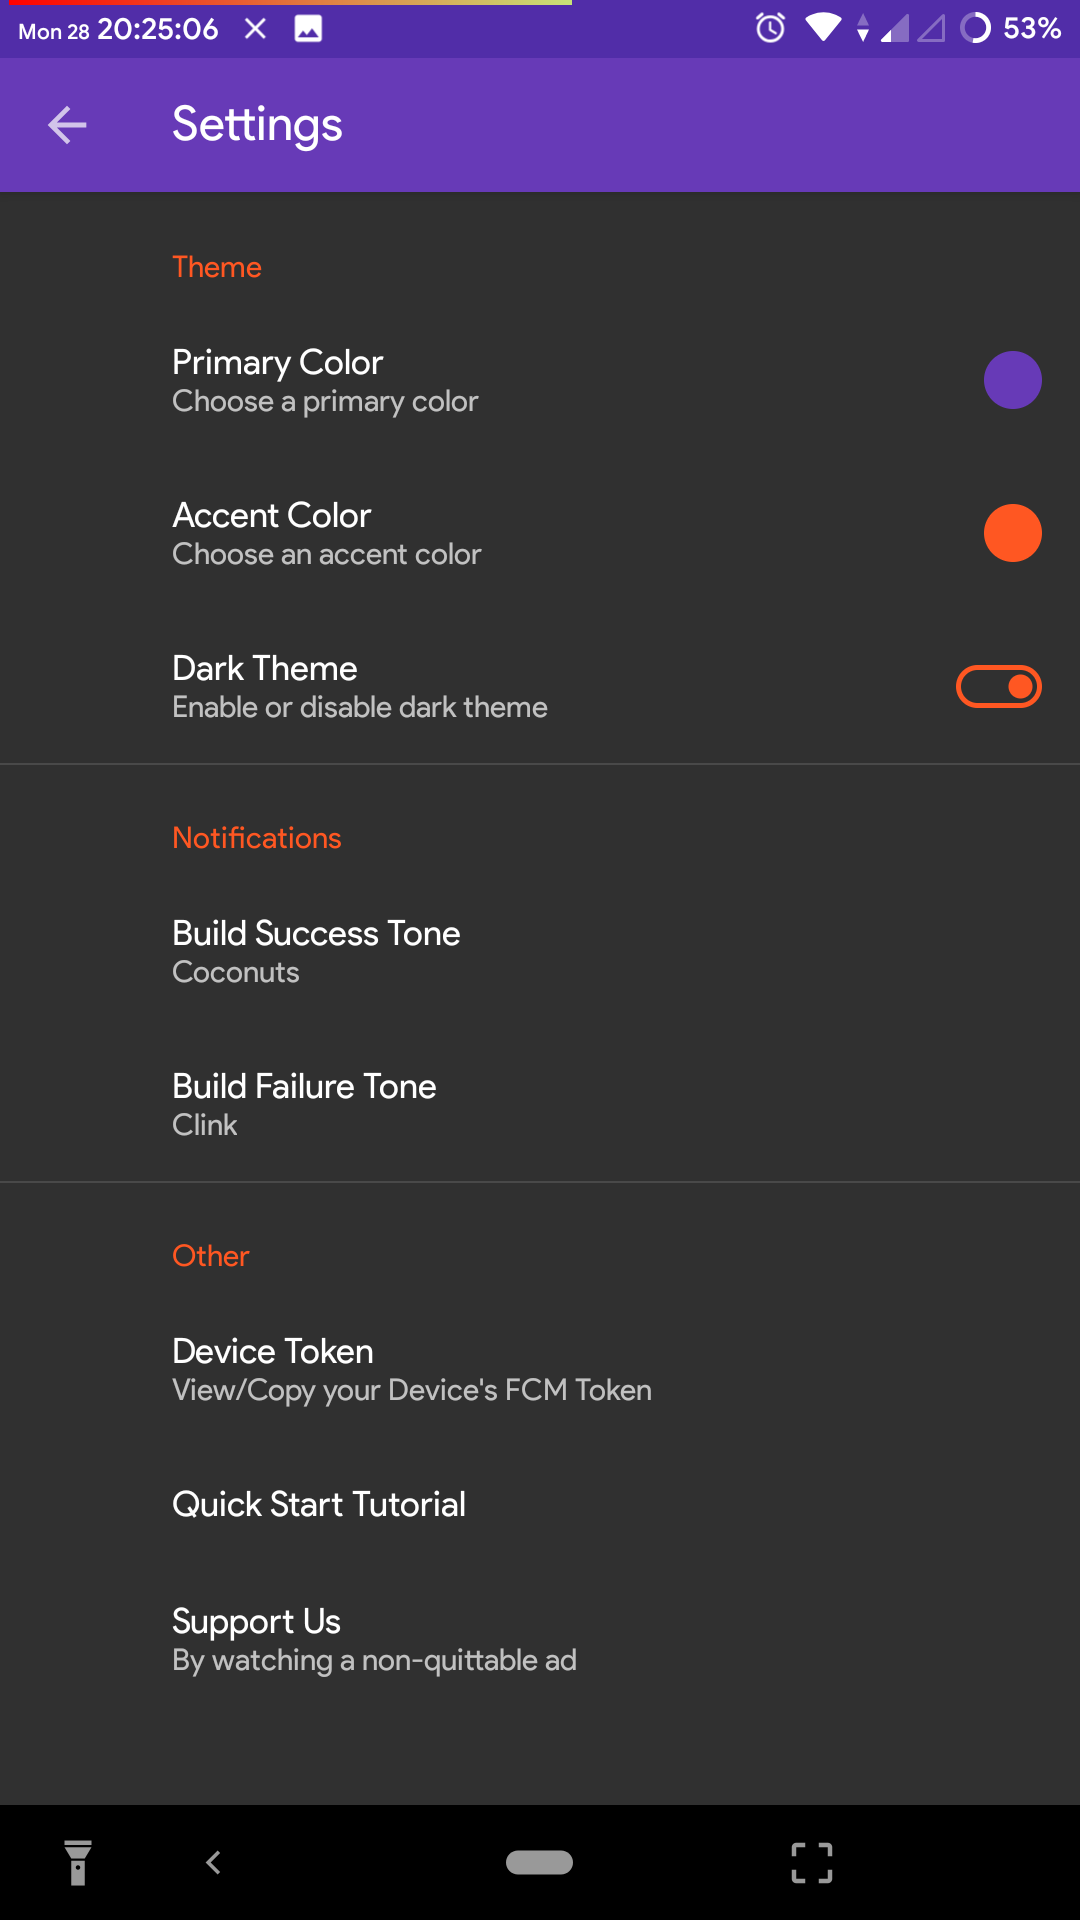 Mon 28 20:25:06 53%
Settings
Theme
Primary Color
Choose a primary color
Accent Color
Choose an accent color
Dark Theme
Enable or disable dark theme
Notifications
Build Success Tone
Coconuts
Build Failure Tone
Clink
Other
Device Token
View/Copy your Device's FCM Token
Quick Start Tutorial
Support Us
By watching a non-quittable ad